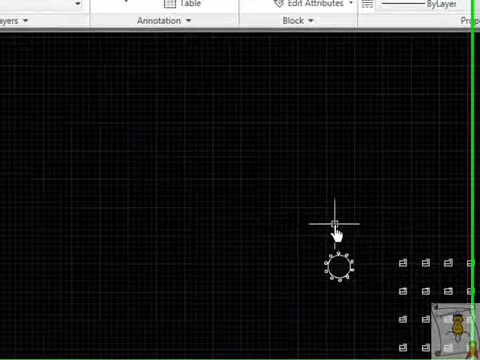 Table
Edit Attributes
ByLayer
ayers
Annotation
Block
Prop